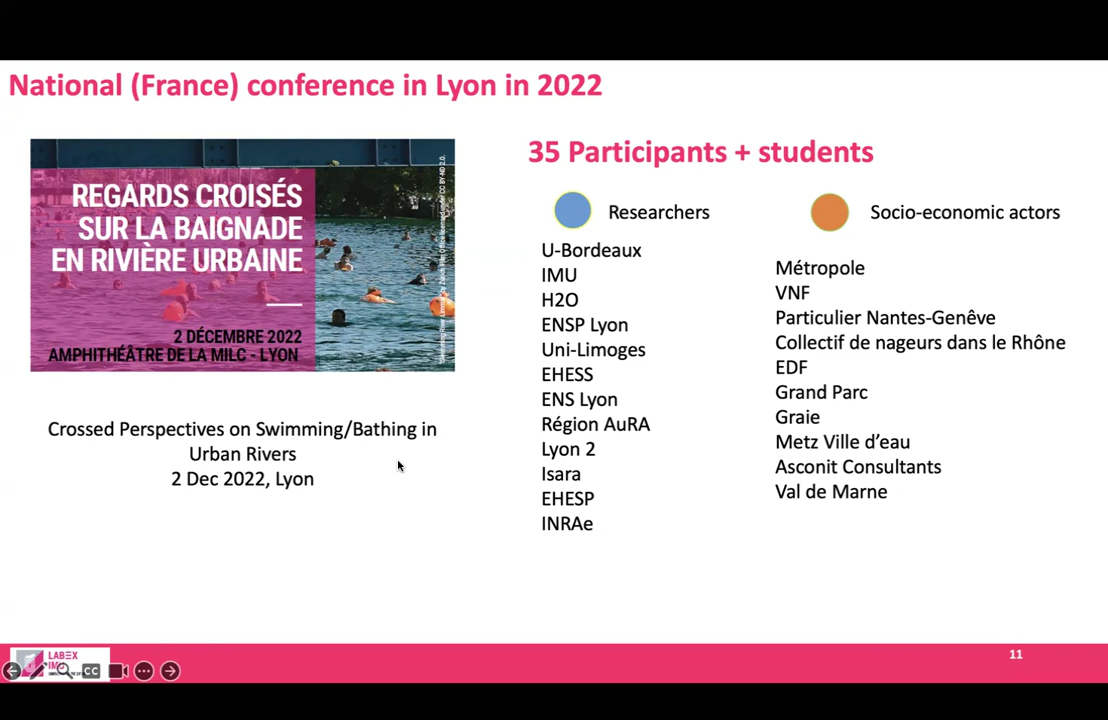 National (France) conference in Lyon in 2022
REGARDS CROISÉS
SUR LA BAIGNADE
EN RIVIÈRE URBAINE
2 DÉCEMBRE 2022
AMPHITHÉÂTRE DE LA MILC - LYON
Crossed Perspectives on Swimming/Bathing in
Urban Rivers
2 Dec 2022, Lyon
35 Participants + students
Researchers
U-Bordeaux
IMU
H2O
ENSP Lyon
Uni-Limoges
EHESS
ENS Lyon
Région AuRA
Lyon 2
Isara
EHESP
INRAe
Socio-economic actors
Métropole
VNF
Particulier Nantes-Genêve
Collectif de nageurs dans le Rhône
EDF
Grand Parc
Graie
Metz Ville d’eau
Asconit Consultants
Val de Marne
LABEX
IMU
CC
11